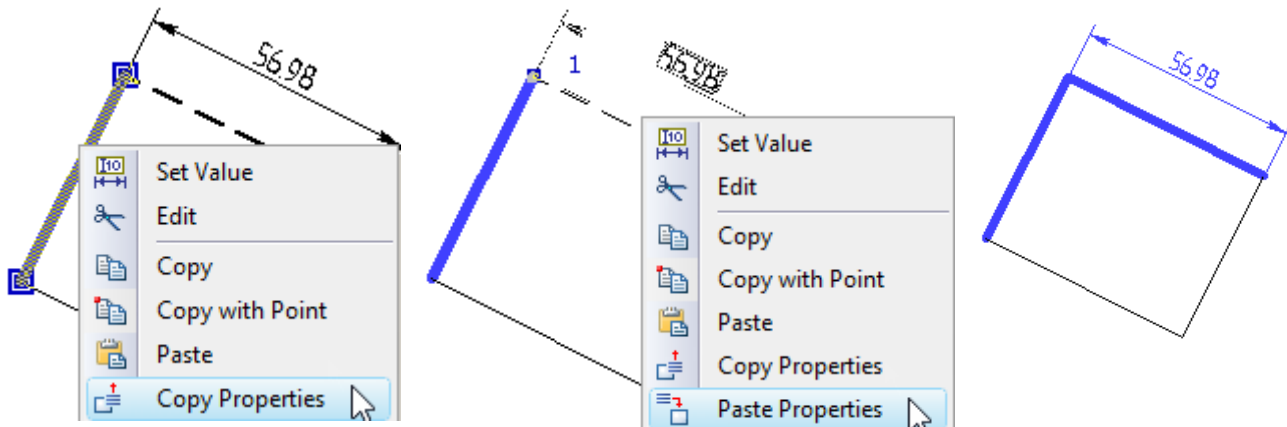 56.98
Set Value
Edit
Copy
Copy with Point
Paste
Copy Properties
1
56.98
Set Value
Edit
Copy
Copy with Point
Paste
Copy Properties
Paste Properties
56.98